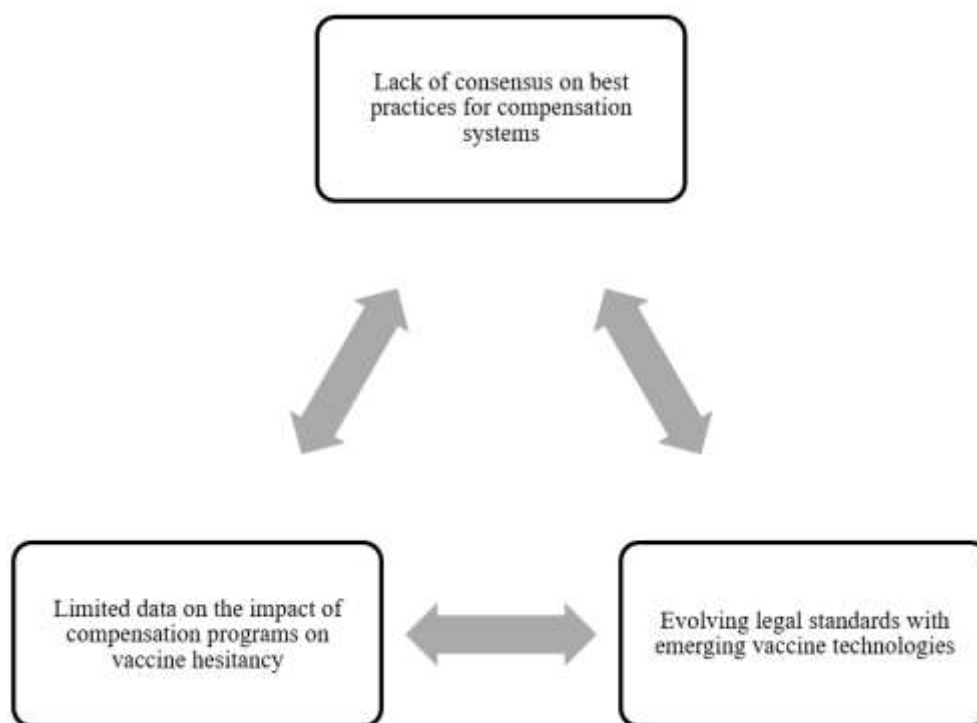 Lack of consensus on best
practices for compensation
systems
Limited data on the impact of
compensation programs on
vaccine hesitancy
Evolving legal standards with
emerging vaccine technologies